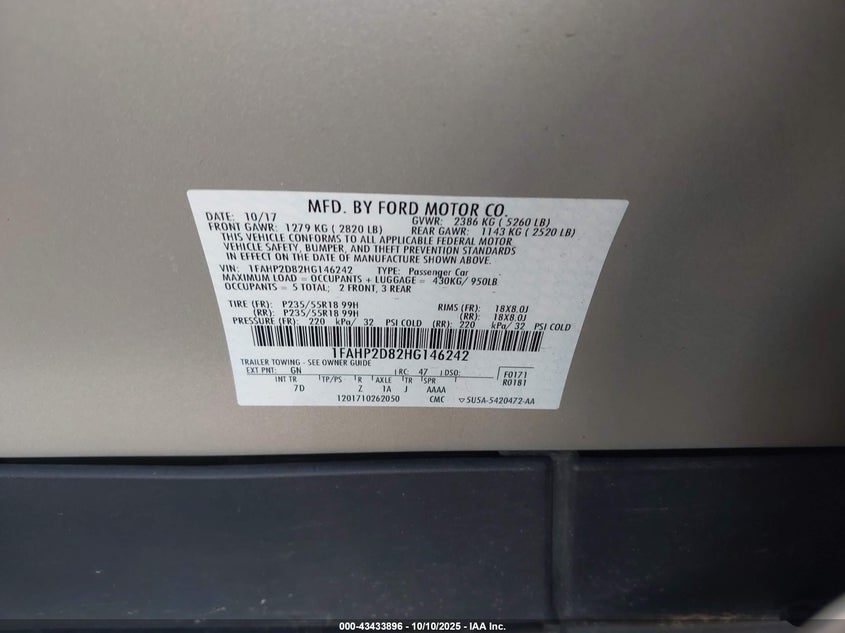 MFD. BY FORD MOTOR CO.
DATE: 10/17 GVWR: 2386 KG ( 5260 LB)
FRONT GAWR: 1279 KG ( 2820 LB) REAR GAWR: 1143 KG ( 2520 LB)
THIS VEHICLE CONFORMS TO ALL APPLICABLE FEDERAL MOTOR
VEHICLE SAFETY, BUMPER, AND THEFT PREVENTION STANDARDS
IN EFFECT ON THE DATE OF MANUFACTURE SHOWN ABOVE.
VIN: 1FAHP2D82HG146242 TYPE: Passenger Car
MAXIMUM LOAD = OCCUPANTS + LUGGAGE = 430KG/ 950LB
OCCUPANTS = 5 TOTAL; 2 FRONT, 3 REAR
TIRE (FR): P235/55R18 99H RIMS (FR): 18X8.0J
(RR): P235/55R18 99H (RR): 18X8.0J
PRESSURE (FR): 220 kPa/ 32 PSI COLD (RR): 220 kPa/ 32 PSI COLD
1FAHP2D82HG146242
TRAILER TOWING - SEE OWNER GUIDE
EXT PNT: GN RC: 47 DSO: F0171
R0181
INT TR TP/PS R AXLE TR SPR
7D Z 1A J AAAA
1201710262050 CMC ▽5U5A-5420472-AA
000-43433896 - 10/10/2025 - IAA Inc.